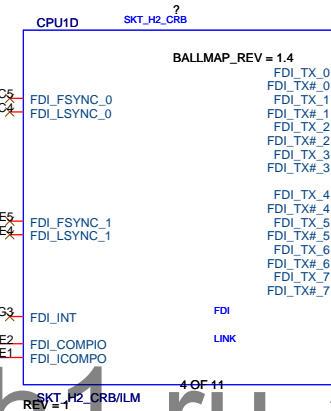 ?
CPU1D
SKT_H2_CRB
BALLMAP_REV = 1.4
FDI_TX_0
FDI_TX#_0
C5 FDI_FSYNC_0 FDI_TX_1
C4 FDI_LSYNC_0 FDI_TX#_1
FDI_TX_2
FDI_TX#_2
FDI_TX_3
FDI_TX#_3
FDI_TX_4
FDI_TX#_4
E5 FDI_FSYNC_1 FDI_TX_5
E4 FDI_LSYNC_1 FDI_TX#_5
FDI_TX_6
FDI_TX#_6
FDI_TX_7
FDI_TX#_7
G3 FDI_INT FDI
E2 FDI_COMPIO LINK
E1 FDI_ICOMPO
4 OF 11
SKT_H2_CRB/ILM
REV = 1